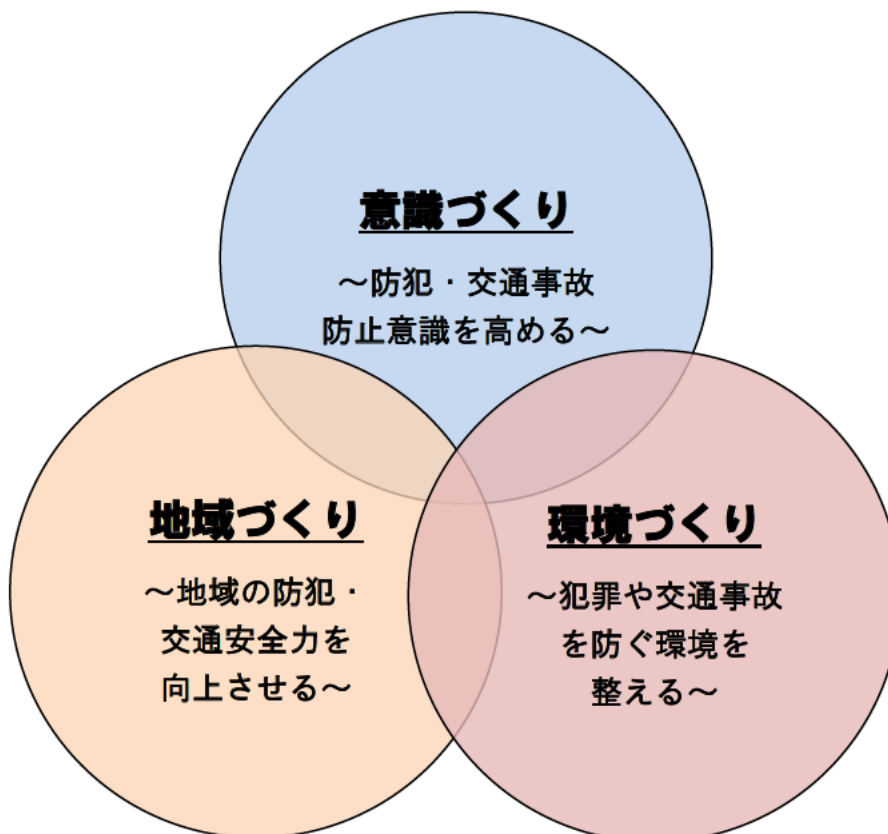 意識づくり
～防犯・交通事故
防止意識を高める～
地域づくり
～地域の防犯・
交通安全力を
向上させる～
環境づくり
～犯罪や交通事故
を防ぐ環境を
整える～